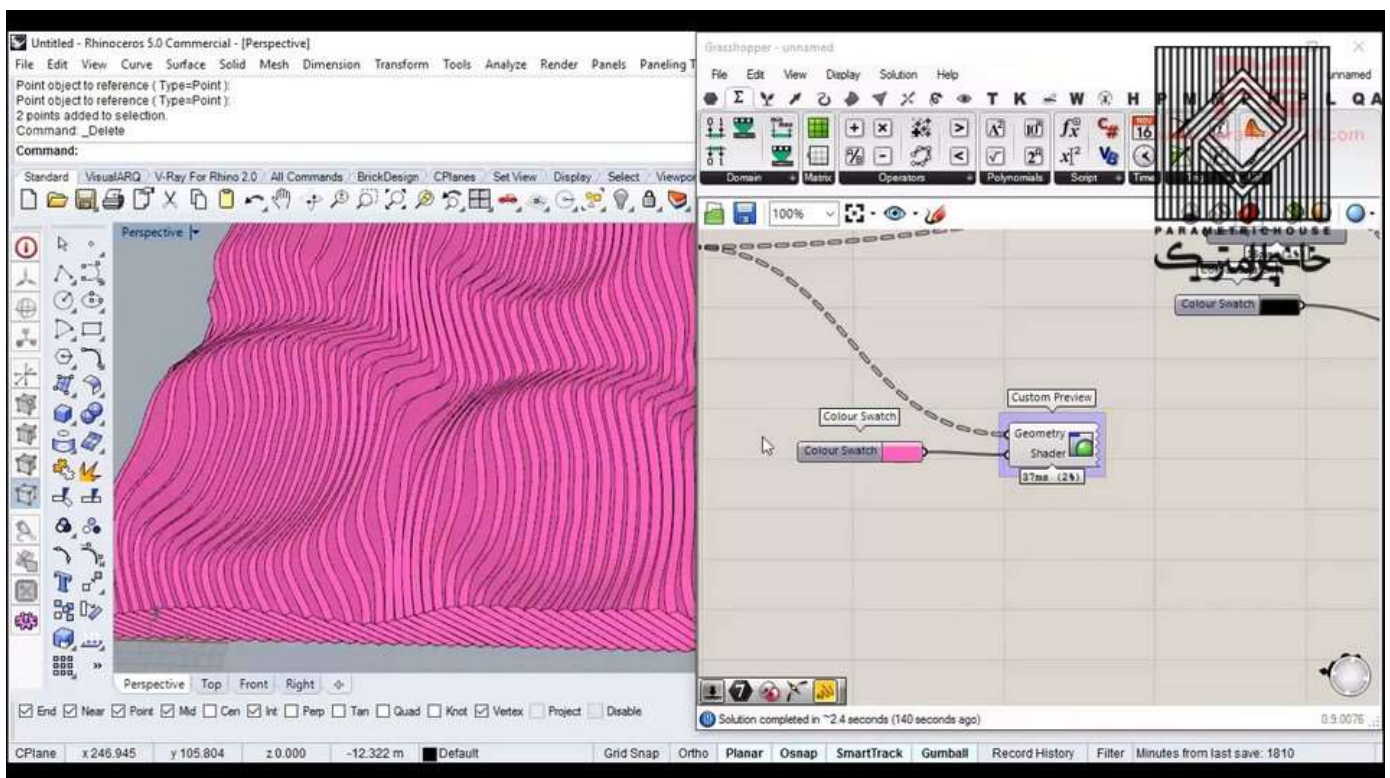 Untitled - Rhinoceros 5.0 Commercial - [Perspective]
File Edit View Curve Surface Solid Mesh Dimension Transform Tools Analyze Render Panels Paneling T
Point object to reference ( Type=Point ):
Point object to reference ( Type=Point ):
2 points added to selection.
Command: _Delete
Command:
Standard VisualARQ V-Ray For Rhino 2.0 All Commands BrickDesign CPlanes Set View Display Select Viewpor
Perspective
Perspective Top Front Right
End Near Point Mid Cen Int Perp Tan Quad Knot Vertex Project Disable
CPlane x 246.945 y 105.804 z 0.000 -12.322 m Default Grid Snap Ortho Planar Osnap SmartTrack Gumball Record History Filter Minutes from last save: 1810
Grasshopper - unnamed
unnamed
File Edit View Display Solution Help
T K W H P M L Q A
Domain Matrix Operators Polynomials Script Time
100%
PARAMETRICHOUSE
خانه پارامتریک
Colour Swatch
Custom Preview
Colour Swatch
Geometry
Colour Swatch
Shader
37ms (2%)
Solution completed in ~2.4 seconds (140 seconds ago)
0.9.0076